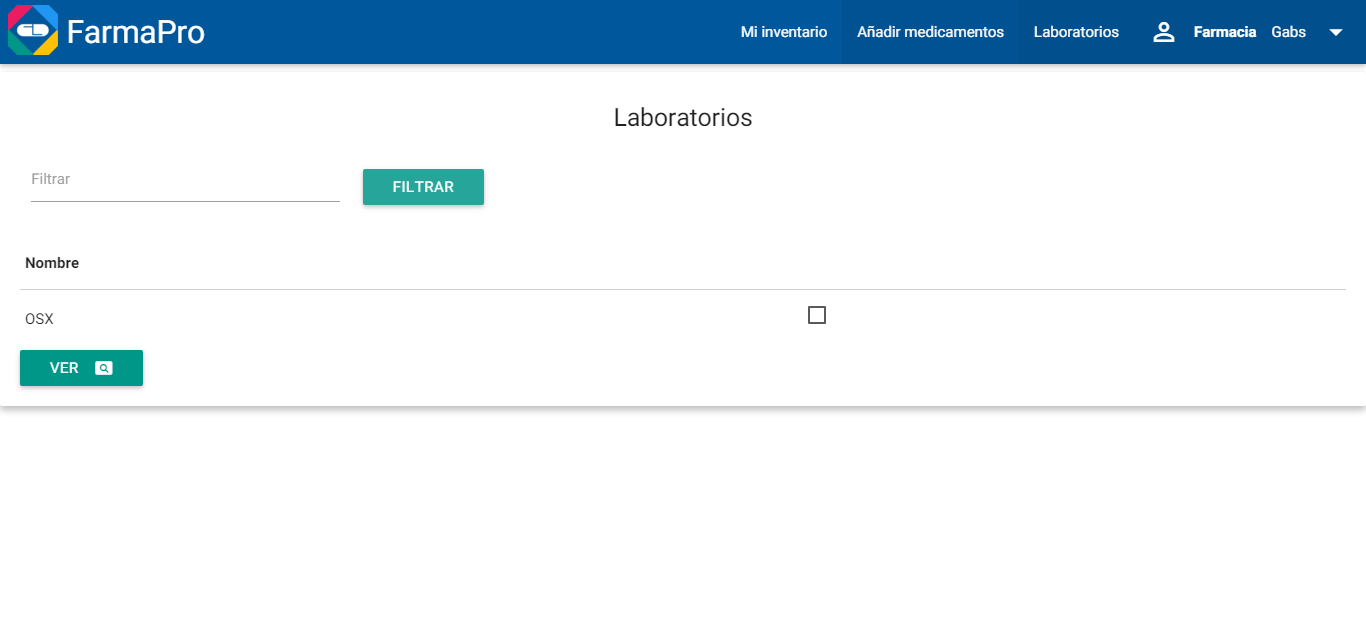 FarmaPro
Mi inventario Añadir medicamentos Laboratorios Farmacia Gabs
Laboratorios
Filtrar FILTRAR
Nombre
OSX
VER